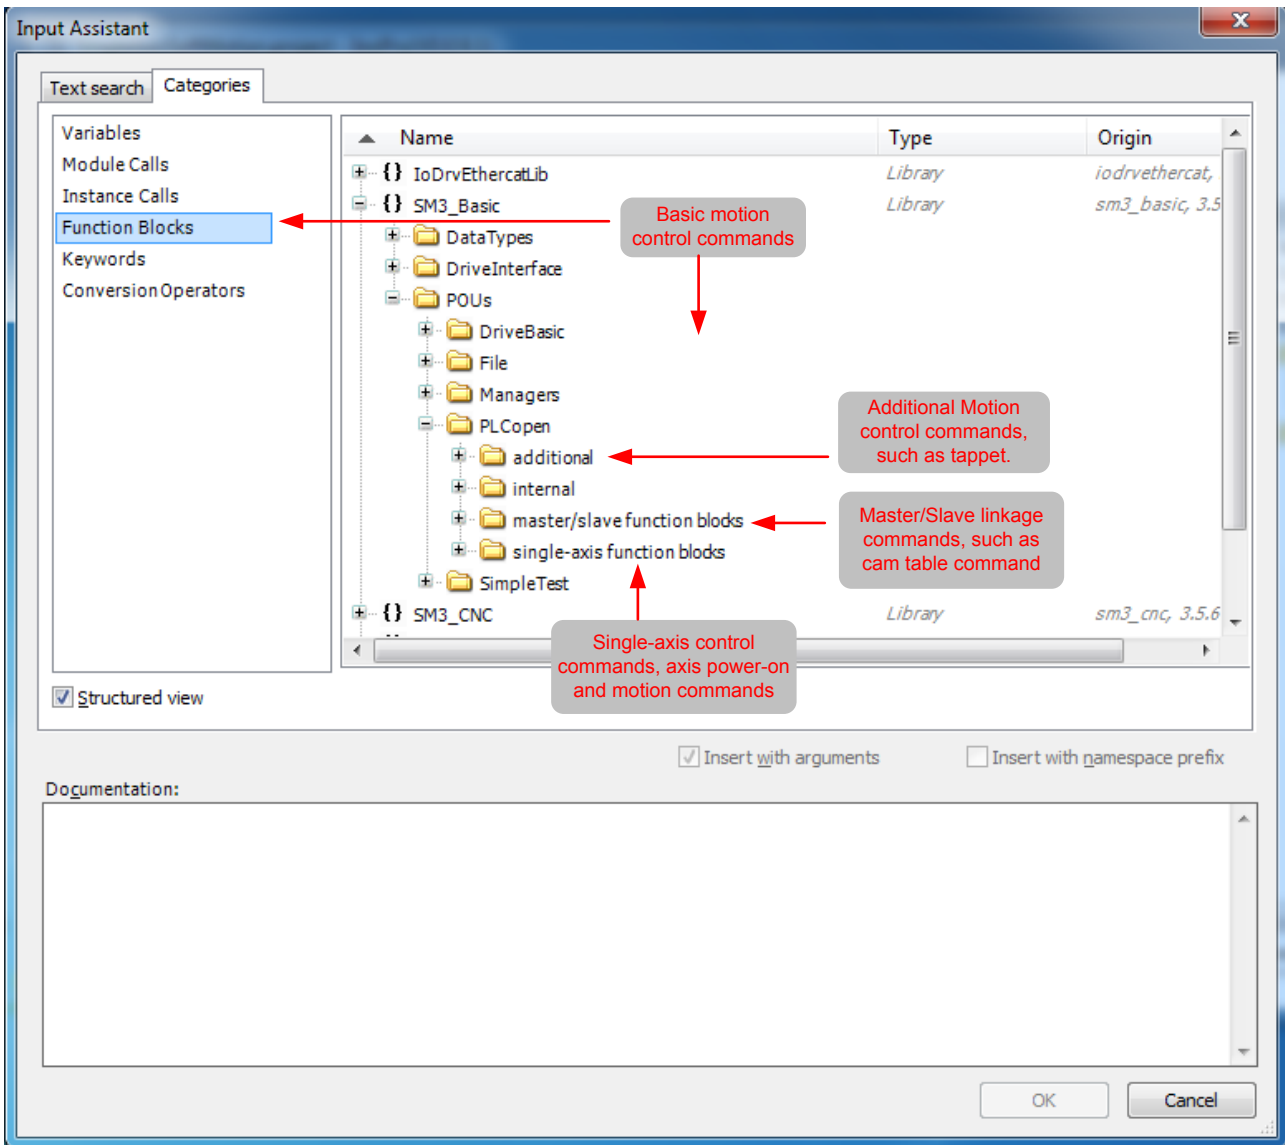 Input Assistant
x
Text search Categories
Variables
Module Calls
Instance Calls
Function Blocks
Keywords
Conversion Operators
Name Type Origin
{} IoDrvEthercatLib Library iodrvethercat,
{} SM3_Basic Library sm3_basic, 3.5
DataTypes
DriveInterface
POUs
DriveBasic
File
Managers
PLCopen
additional
internal
master/slave function blocks
single-axis function blocks
SimpleTest
{} SM3_CNC Library sm3_cnc, 3.5.6
Basic motion
control commands
Additional Motion
control commands,
such as tappet.
Master/Slave linkage
commands, such as
cam table command
Single-axis control
commands, axis power-on
and motion commands
Structured view
Insert with arguments Insert with namespace prefix
Documentation:
OK Cancel